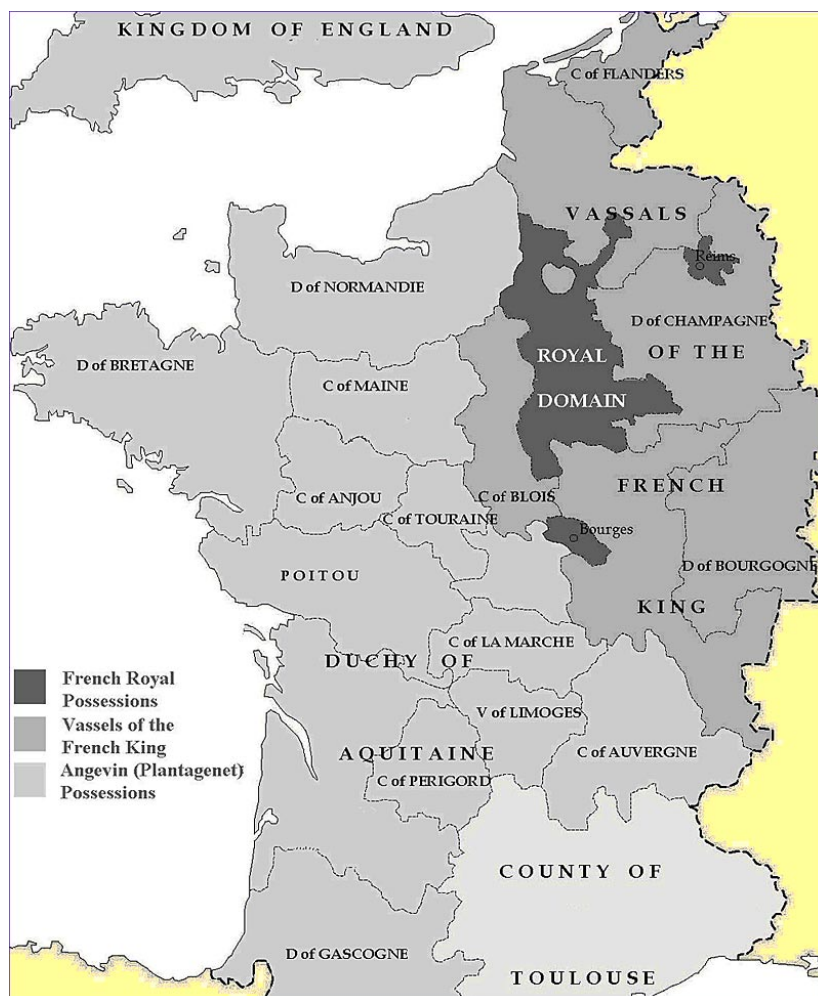 KINGDOM OF ENGLAND
C of FLANDERS
VASSALS
Reims
D of NORMANDIE
D of CHAMPAGNE
OF THE
D of BRETAGNE
ROYAL
C of MAINE
DOMAIN
FRENCH
C of ANJOU
C of BLOIS
C of TOURAINE
Bourges
POITOU
D of BOURGOGNE
KING
C of LA MARCHE
DUCHY OF
French Royal
Possessions
V of LIMOGES
Vassels of the
French King
AQUITAINE
C of AUVERGNE
Angevin (Plantagenet)
Possessions
C of PERIGORD
COUNTY OF
D of GASCOGNE
TOULOUSE